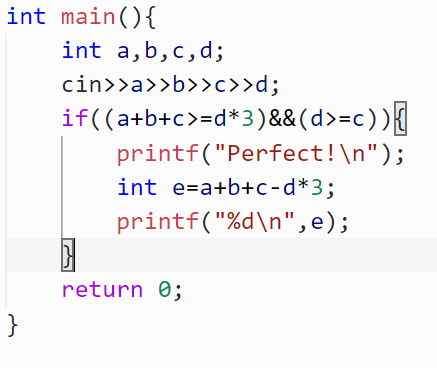 int main(){
    int a,b,c,d;
    cin>>a>>b>>c>>d;
    if((a+b+c>=d*3)&&(d>=c)){
        printf("Perfect!\n");
        int e=a+b+c-d*3;
        printf("%d\n",e);
    }
    return 0;
}